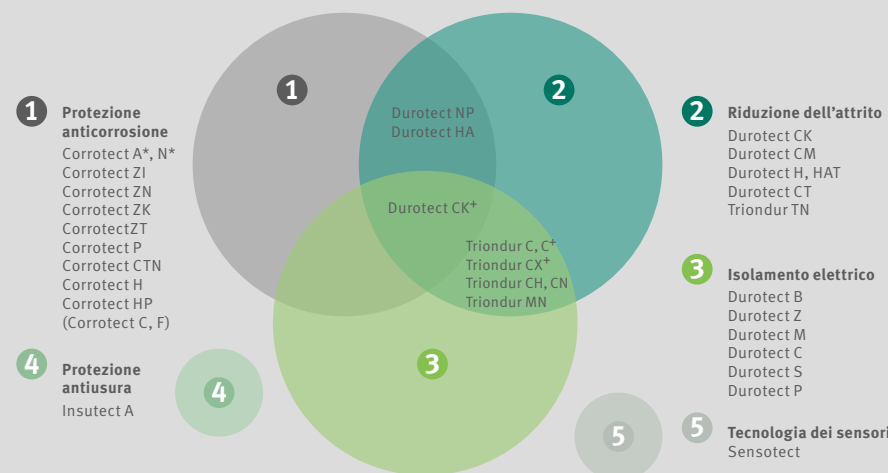 1
Protezione
anticorrosione
Corrotect A*, N*
Corrotect ZI
Corrotect ZN
Corrotect ZK
CorrotectZT
Corrotect P
Corrotect CTN
Corrotect H
Corrotect HP
(Corrotect C, F)
4
Protezione
antiusura
Insutect A
1
2
Durotect NP
Durotect HA
Durotect CK+
Triondur C, C+
Triondur CX+
Triondur CH, CN
Triondur MN
3
4
5
2
Riduzione dell'attrito
Durotect CK
Durotect CM
Durotect H, HAT
Durotect CT
Triondur TN
3
Isolamento elettrico
Durotect B
Durotect Z
Durotect M
Durotect C
Durotect S
Durotect P
5
Tecnologia dei sensori
Sensotect